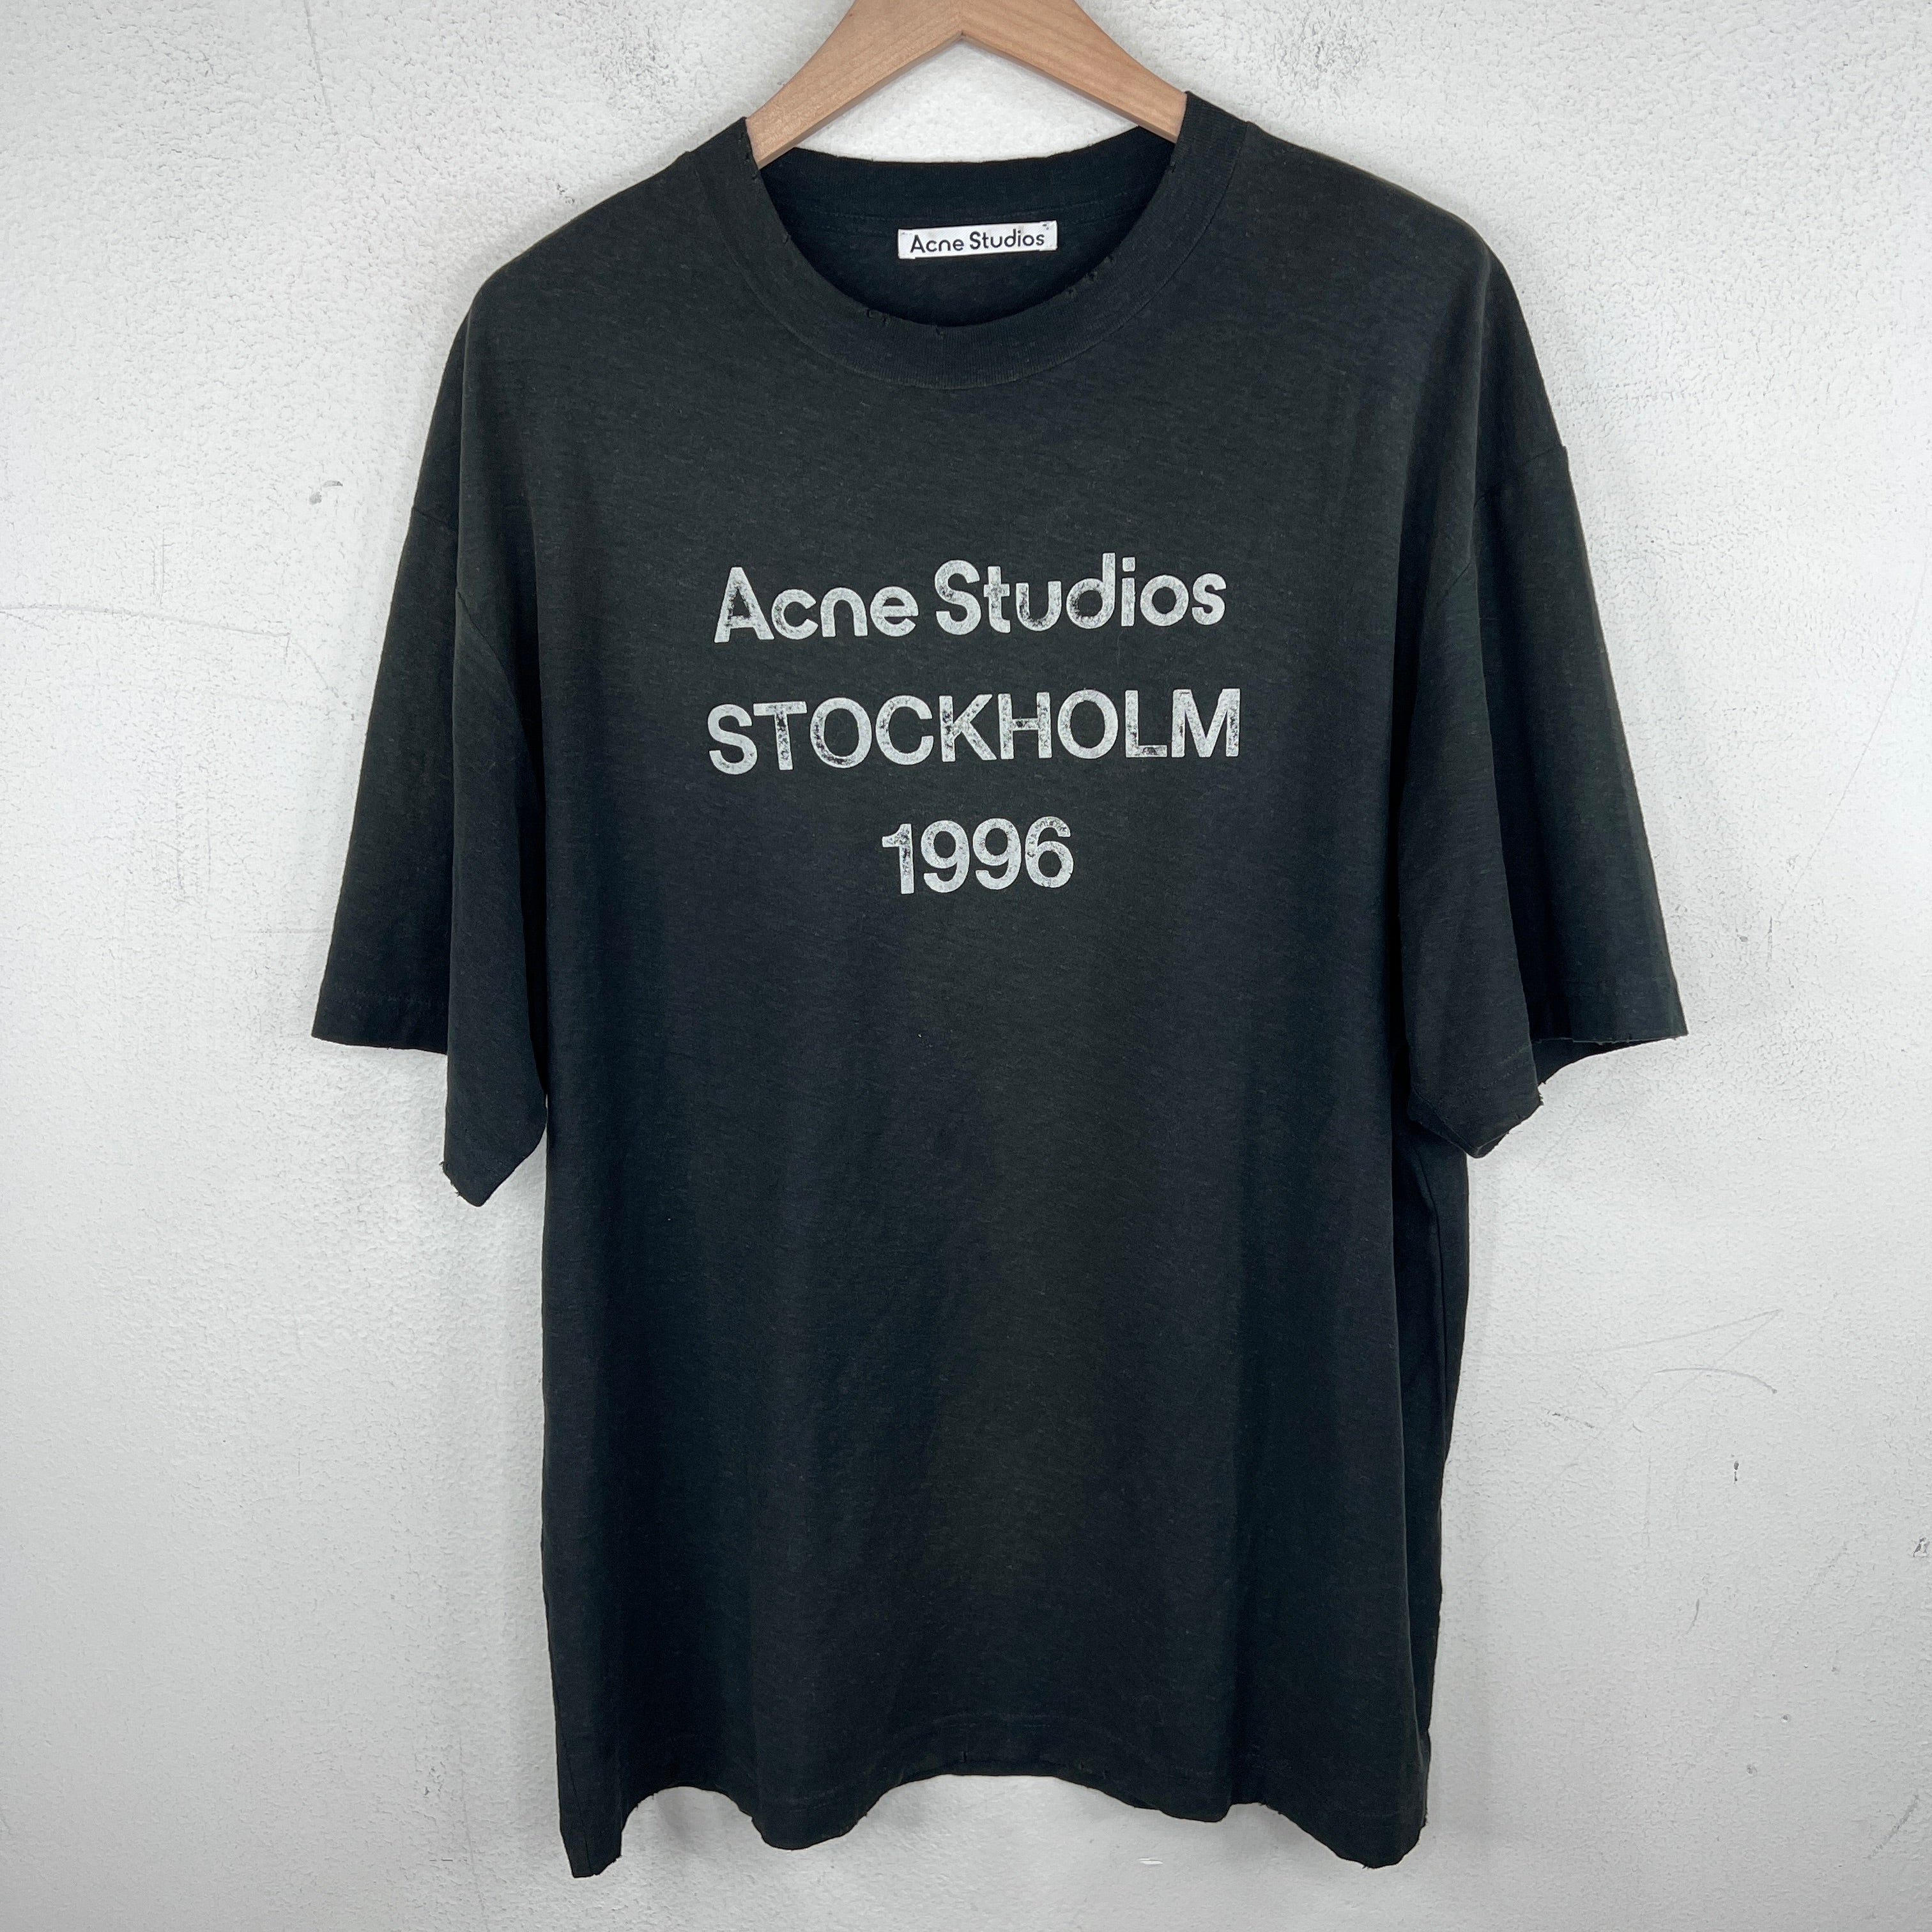 Acne Studios
Acne Studios
STOCKHOLM
1996